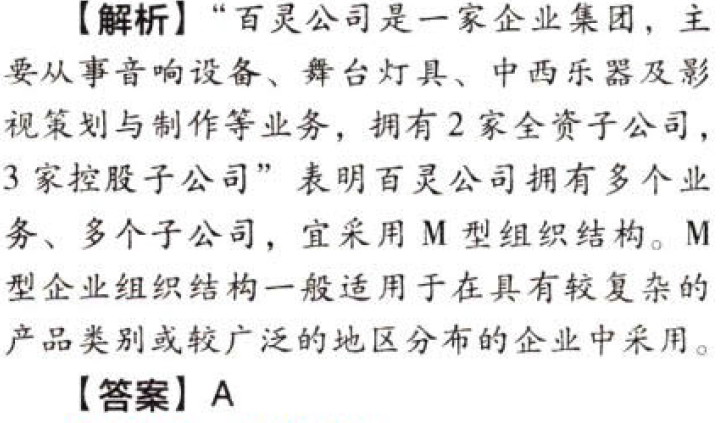 【解析】“百灵公司是一家企业集团，主
要从事音响设备、舞台灯具、中西乐器及影
视策划与制作等业务，拥有2家全资子公司，
3家控股子公司”表明百灵公司拥有多个业
务、多个子公司，宜采用M型组织结构。M
型企业组织结构一般适用于在具有较复杂的
产品类别或较广泛的地区分布的企业中采用。
【答案】A